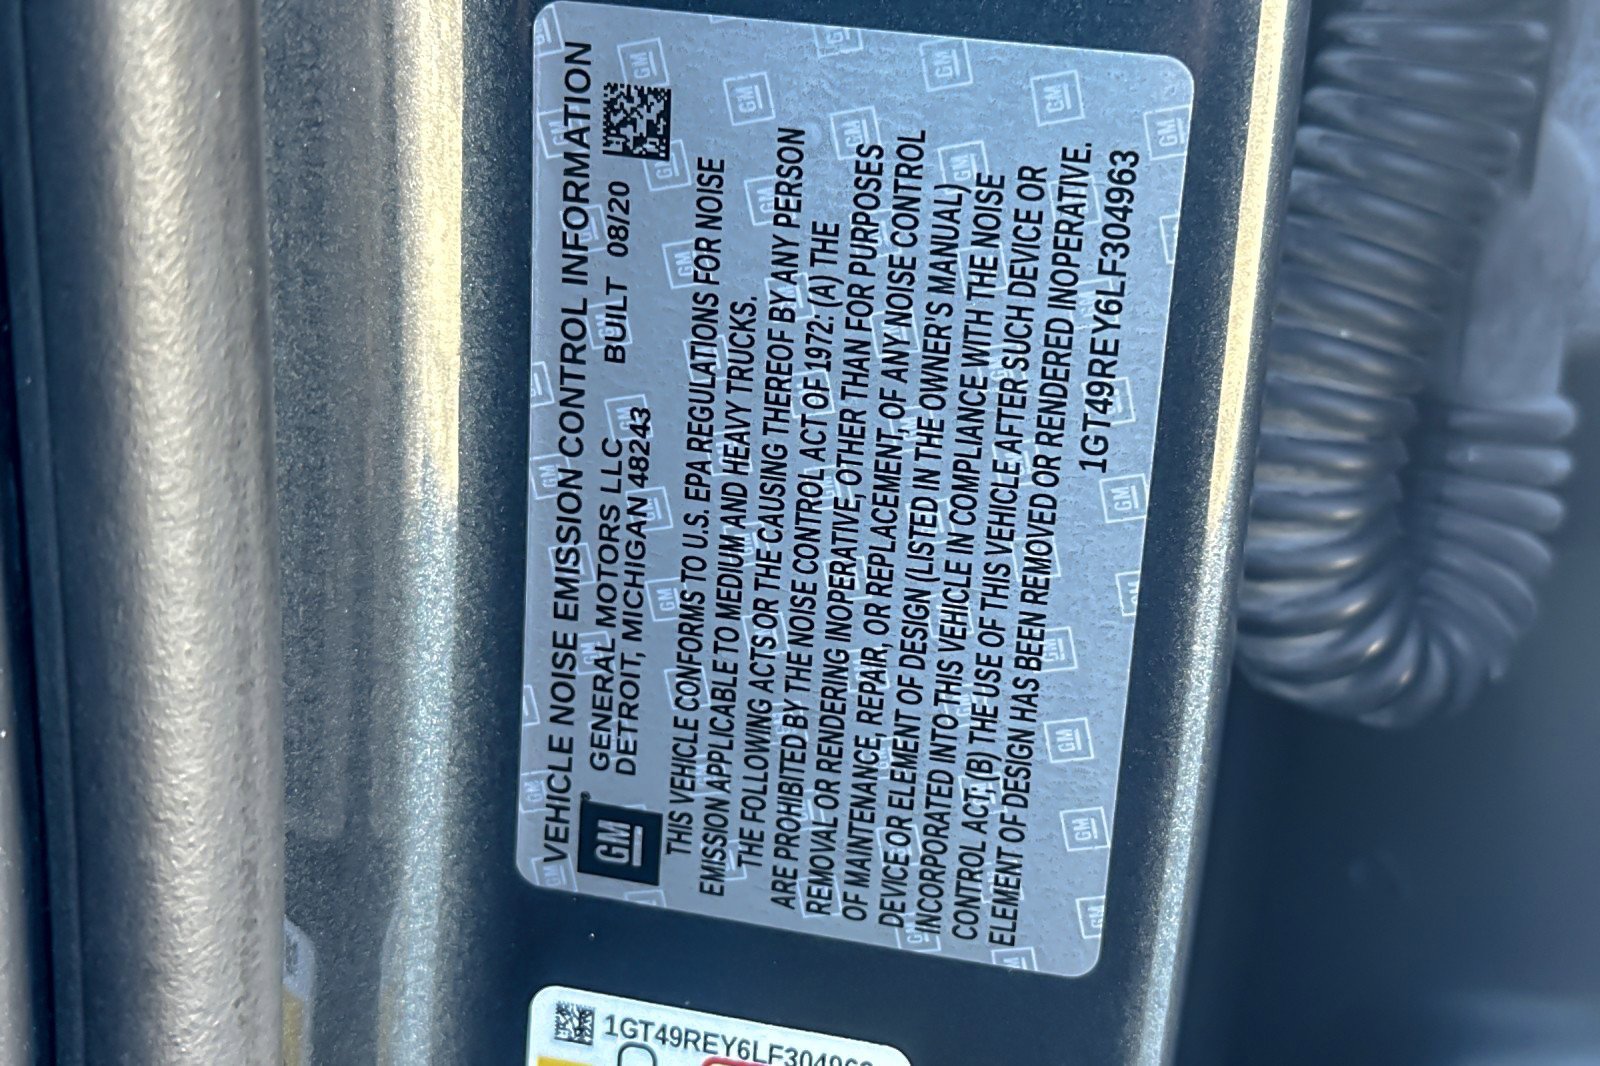 VEHICLE NOISE EMISSION CONTROL INFORMATION
GM
GENERAL MOTORS LLC
DETROIT, MICHIGAN 48243
BUILT 08/20
THIS VEHICLE CONFORMS TO U.S. EPA REGULATIONS FOR NOISE
EMISSION APPLICABLE TO MEDIUM AND HEAVY TRUCKS.
THE FOLLOWING ACTS OR THE CAUSING THEREOF BY ANY PERSON
ARE PROHIBITED BY THE NOISE CONTROL ACT OF 1972. (A) THE
REMOVAL OR RENDERING INOPERATIVE, OTHER THAN FOR PURPOSES
OF MAINTENANCE, REPAIR, OR REPLACEMENT, OF ANY NOISE CONTROL
DEVICE OR ELEMENT OF DESIGN (LISTED IN THE OWNER'S MANUAL)
INCORPORATED INTO THIS VEHICLE IN COMPLIANCE WITH THE NOISE
CONTROL ACT, (B) THE USE OF THIS VEHICLE AFTER SUCH DEVICE OR
ELEMENT OF DESIGN HAS BEEN REMOVED OR RENDERED INOPERATIVE.
1GT49REY6LF304963
1GT49REY6LF304963